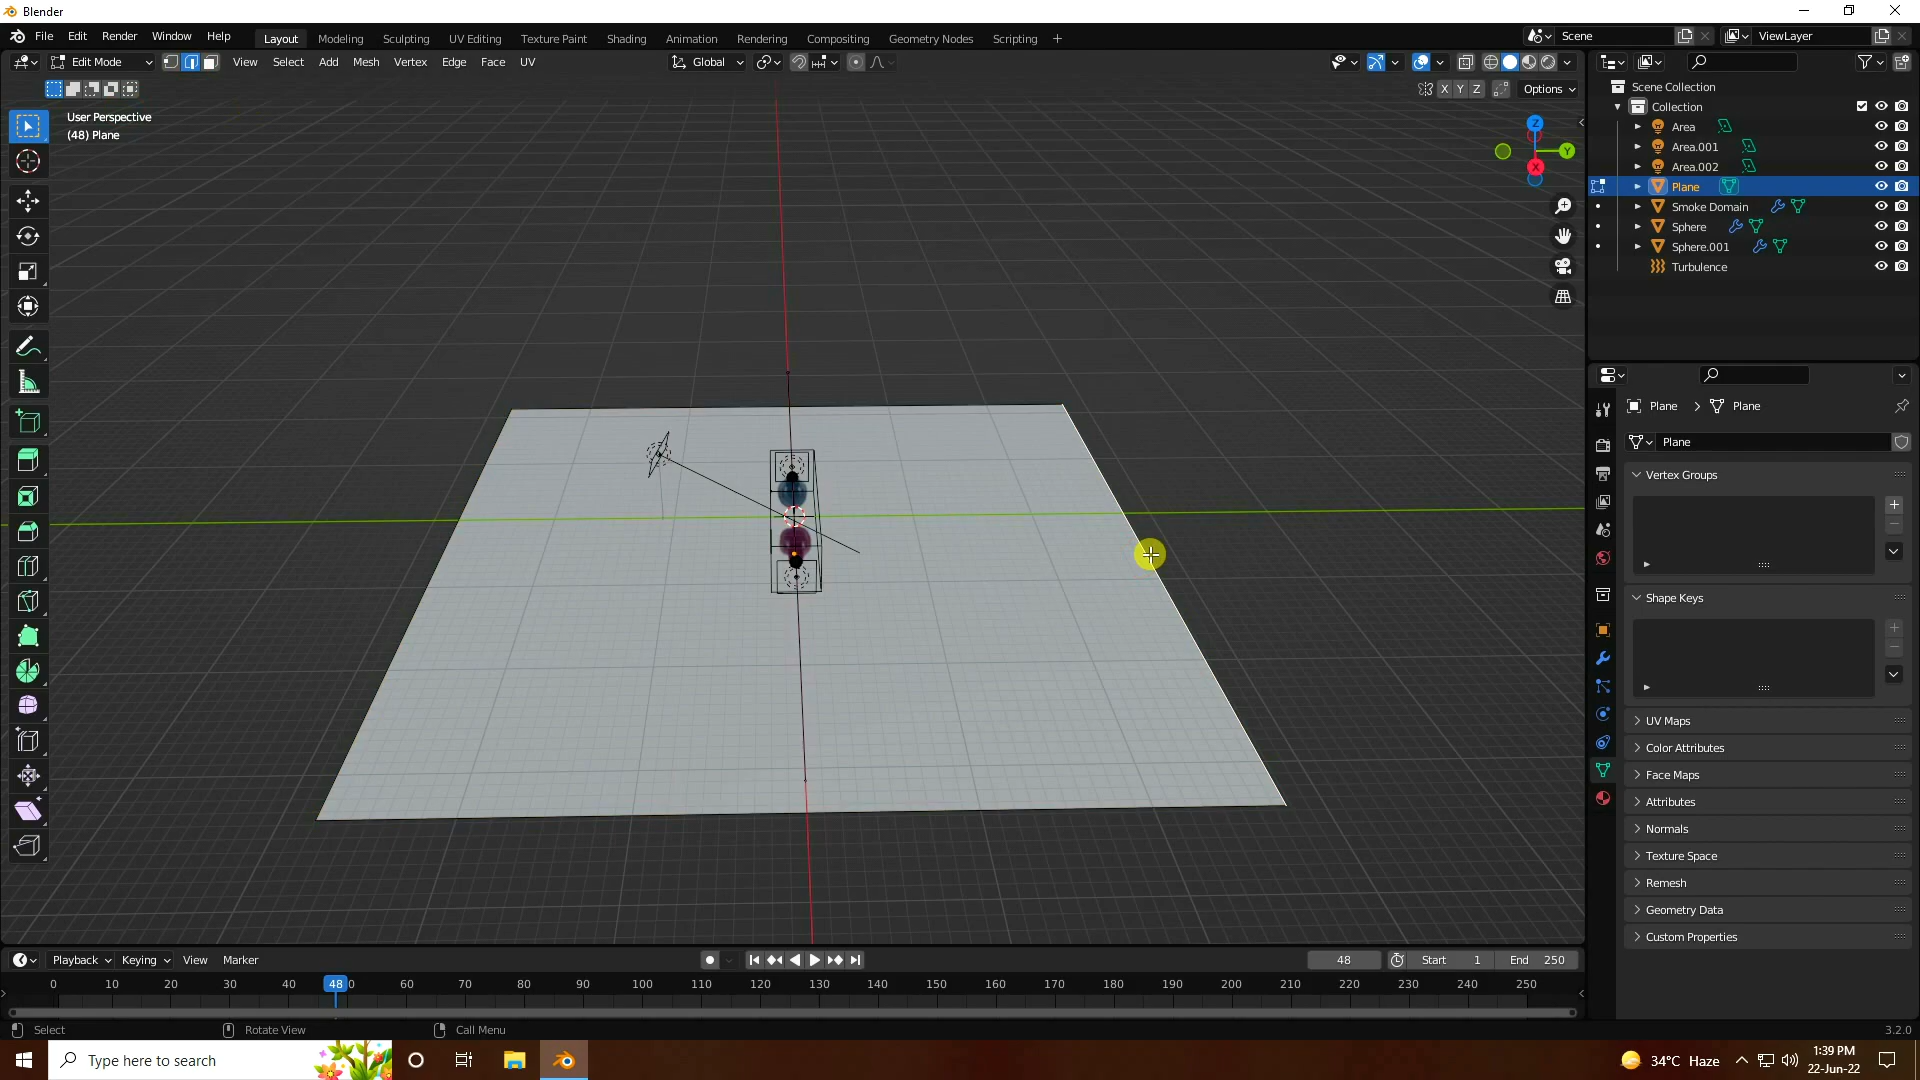 Blender
File Edit Render Window Help Layout Modeling Sculpting UV Editing Texture Paint Shading Animation Rendering Compositing Geometry Nodes Scripting + Scene ViewLayer
Edit Mode View Select Add Mesh Vertex Edge Face UV Global
X Y Z Options
User Perspective
(48) Plane
Z
Y
X
Scene Collection
Collection
Area
Area.001
Area.002
Plane
Smoke Domain
Sphere
Sphere.001
Turbulence
Plane > Plane
Plane
Vertex Groups
Shape Keys
UV Maps
Color Attributes
Face Maps
Attributes
Normals
Texture Space
Remesh
Geometry Data
Custom Properties
Playback Keying View Marker 48 Start 1 End 250
0 10 20 30 40 48 0 60 70 80 90 100 110 120 130 140 150 160 170 180 190 200 210 220 230 240 250
Select Rotate View Call Menu 3.2.0
Type here to search 34°C Haze 1:39 PM
22-Jun-22